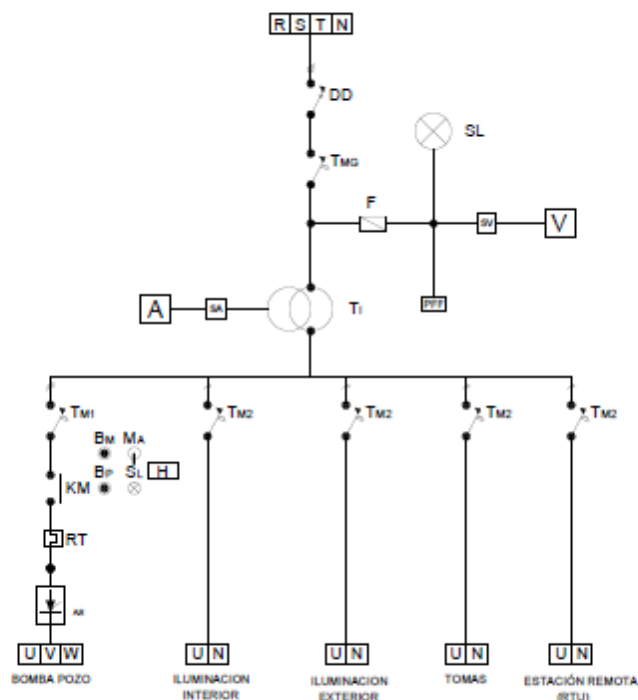 R S T N
DD
SL
TMG
F
SV
V
A
SA
TI
PFF
TM1
TM2
TM2
TM2
TM2
BM MA
BP SL H
KM
RT
U V W
U N
U N
U N
U N
BOMBA POZO
ILUMINACION
INTERIOR
ILUMINACION
EXTERIOR
TOMAS
ESTACIÓN REMOTA
(RTU)